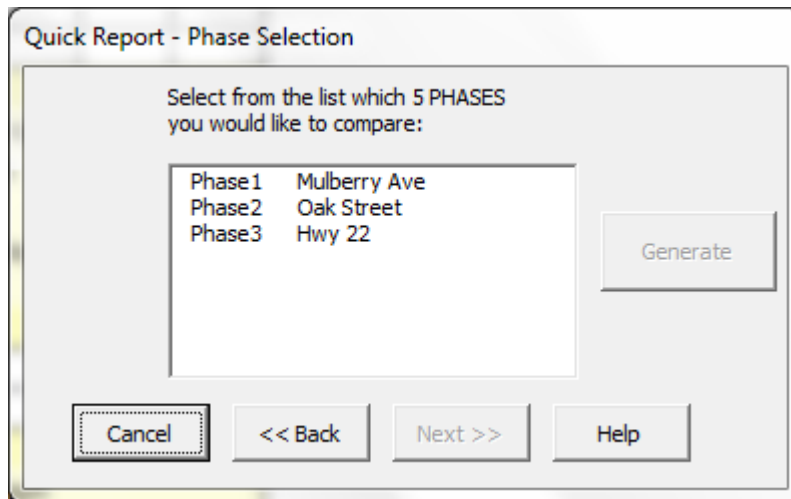 Quick Report - Phase Selection
Select from the list which 5 PHASES
you would like to compare:
Phase1 Mulberry Ave
Phase2 Oak Street
Phase3 Hwy 22
Generate
Cancel
<< Back
Next >>
Help